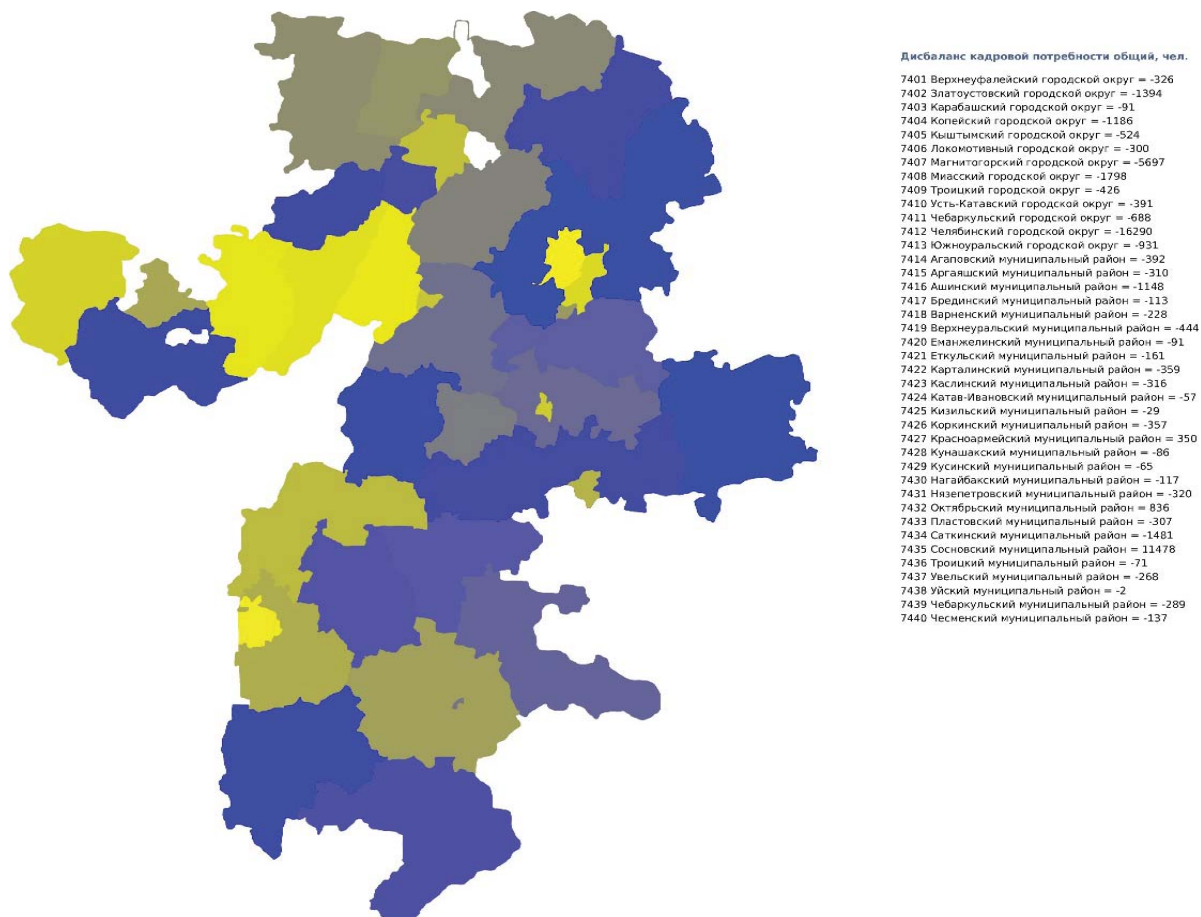 Дисбаланс кадровой потребности общий, чел.
7401 Верхнеуфалейский городской округ = -326
7402 Златоустовский городской округ = -1394
7403 Карабашский городской округ = -91
7404 Копейский городской округ = -1186
7405 Кыштымский городской округ = -524
7406 Локомотивный городской округ = -300
7407 Магнитогорский городской округ = -5697
7408 Миасский городской округ = -1798
7409 Троицкий городской округ = -426
7410 Усть-Катавский городской округ = -391
7411 Чебаркульский городской округ = -688
7412 Челябинский городской округ = -16290
7413 Южноуральский городской округ = -931
7414 Агаповский муниципальный район = -392
7415 Аргаяшский муниципальный район = -310
7416 Ашинский муниципальный район = -1148
7417 Брединский муниципальный район = -113
7418 Варненский муниципальный район = -228
7419 Верхнеуральский муниципальный район = -444
7420 Еманжелинский муниципальный район = -91
7421 Еткульский муниципальный район = -161
7422 Карталинский муниципальный район = -359
7423 Каслинский муниципальный район = -316
7424 Катав-Ивановский муниципальный район = -57
7425 Кизильский муниципальный район = -29
7426 Коркинский муниципальный район = -357
7427 Красноармейский муниципальный район = 350
7428 Кунашакский муниципальный район = -86
7429 Кусинский муниципальный район = -65
7430 Нагайбакский муниципальный район = -117
7431 Нязепетровский муниципальный район = -320
7432 Октябрьский муниципальный район = 836
7433 Пластовский муниципальный район = -307
7434 Саткинский муниципальный район = -1481
7435 Сосновский муниципальный район = 11478
7436 Троицкий муниципальный район = -71
7437 Увельский муниципальный район = -268
7438 Уйский муниципальный район = -2
7439 Чебаркульский муниципальный район = -289
7440 Чесменский муниципальный район = -137